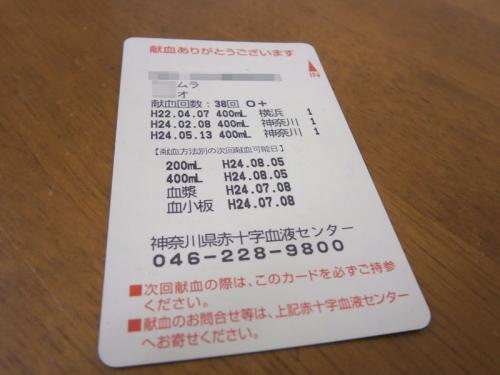 献血ありがとうございます
ムラ
オ
献血回数:38回 O+
H22.04.07 400mL 横浜 1
H24.02.08 400mL 神奈川 1
H24.05.13 400mL 神奈川 1
【献血方法別の次回献血可能日】
200mL H24.08.05
400mL H24.08.05
血漿 H24.07.08
血小板 H24.07.08
神奈川県赤十字血液センター
046-228-9800
■次回献血の際は、このカードを必ずご持参
ください。
■献血のお問合せ等は、上記赤十字血液センター
へお寄せください。